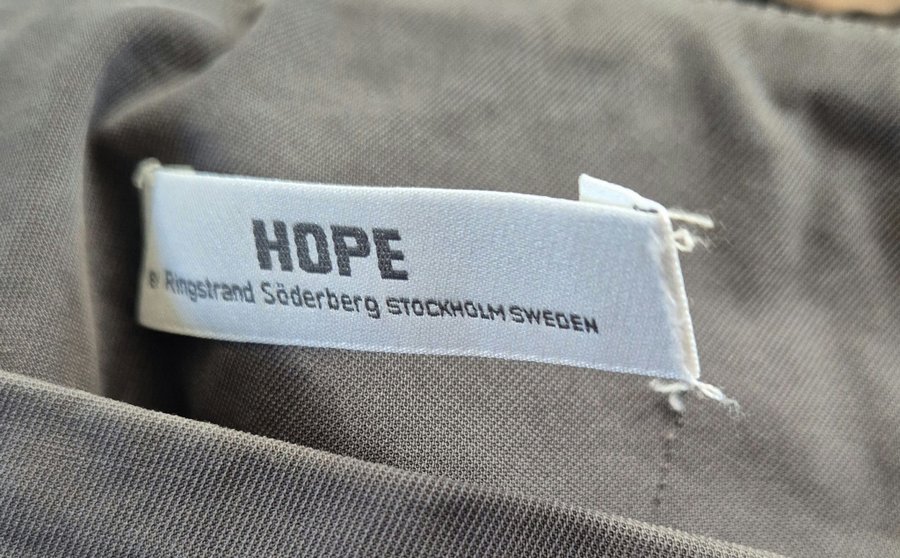 HOPE
Ringstrand Söderberg STOCKHOLM SWEDEN